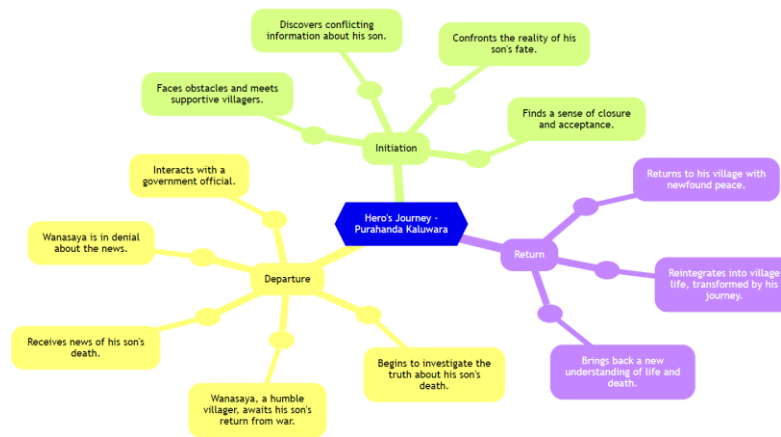 Discovers conflicting
information about his son.
Confronts the reality of his
son's fate.
Faces obstacles and meets
supportive villagers.
Finds a sense of closure
and acceptance.
Initiation
Interacts with a
government official.
Returns to his village with
newfound peace.
Hero's Journey -
Purahanda Kaluwara
Wanasaya is in denial
about the news.
Return
Departure
Reintegrates into village
life, transformed by his
journey.
Receives news of his son's
death.
Begins to investigate the
truth about his son's
death.
Brings back a new
understanding of life and
death.
Wanasaya, a humble
villager, awaits his son's
return from war.